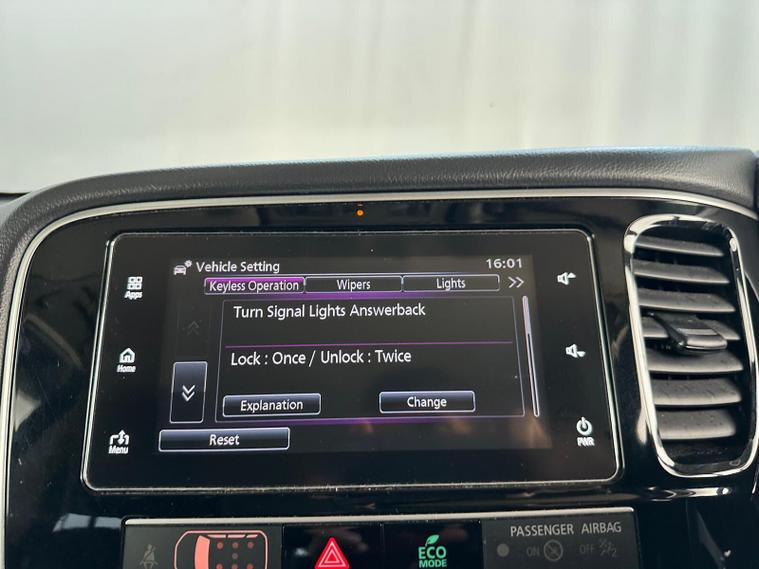 Vehicle Setting 16:01
Keyless Operation Wipers Lights
Turn Signal Lights Answerback
Lock : Once / Unlock : Twice
Explanation Change
Reset
Apps
Home
Menu
PWR
ECO
MODE
PASSENGER AIRBAG
ON OFF 2